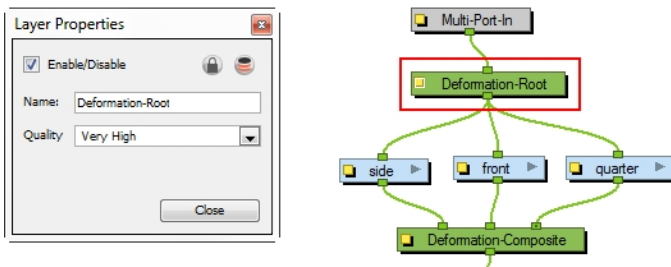 Layer Properties
Enable/Disable
Name: Deformation-Root
Quality Very High
Close
Multi-Port-In
Deformation-Root
side front quarter
Deformation-Composite